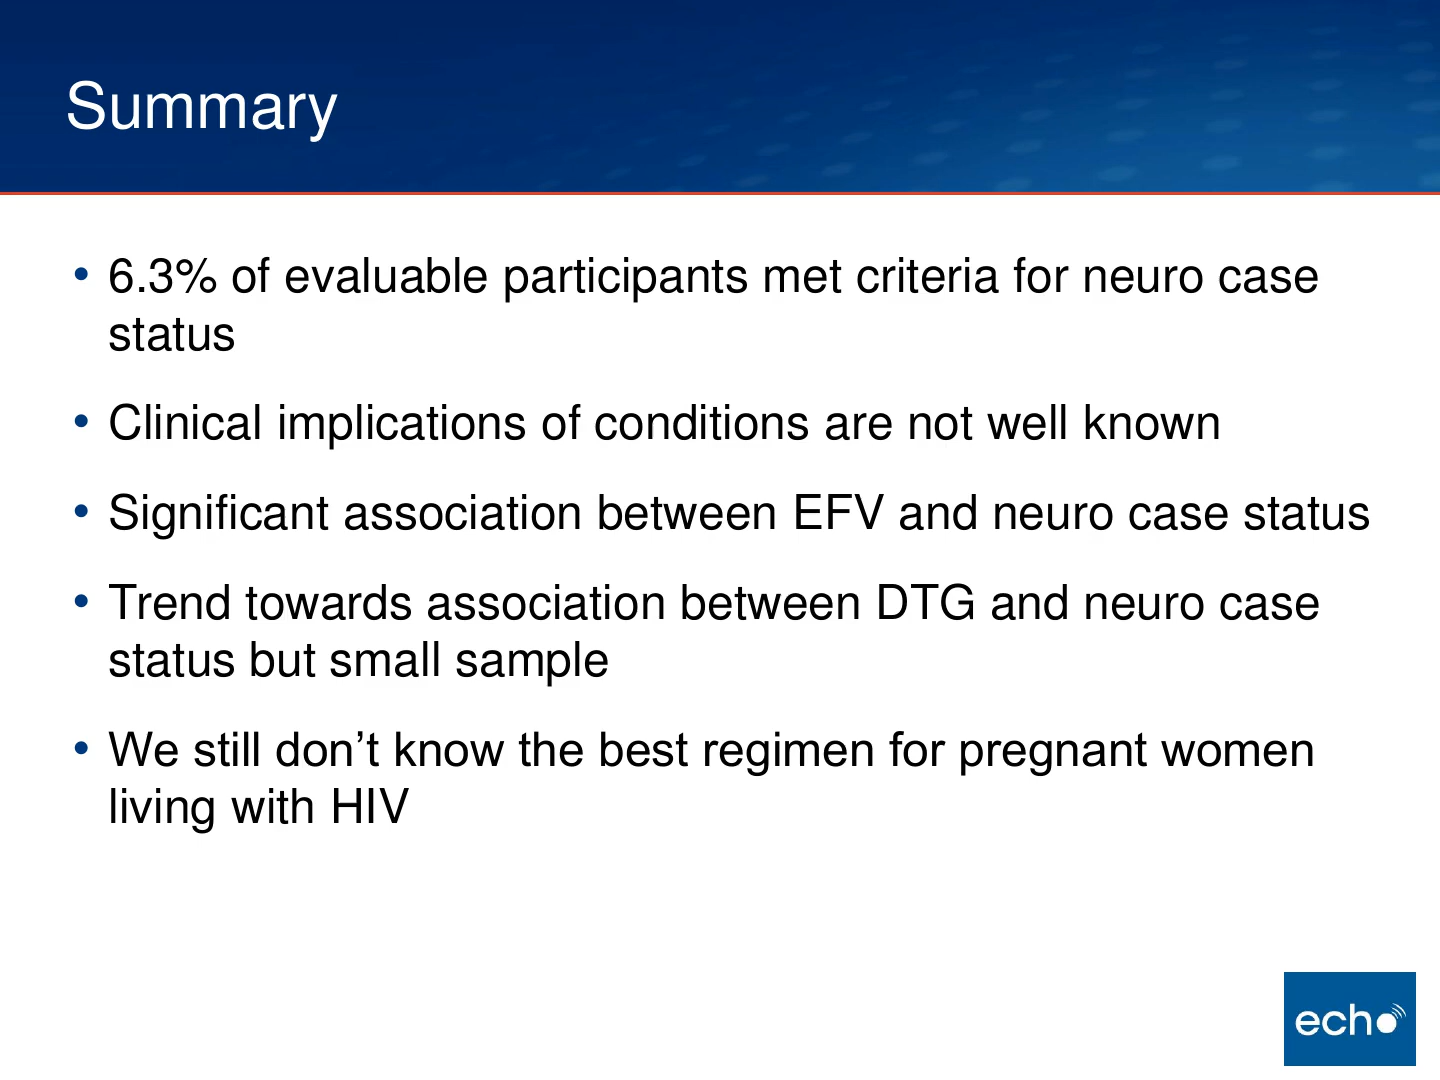 Summary
• 6.3% of evaluable participants met criteria for neuro case
status
• Clinical implications of conditions are not well known
• Significant association between EFV and neuro case status
• Trend towards association between DTG and neuro case
status but small sample
• We still don’t know the best regimen for pregnant women
living with HIV
echo